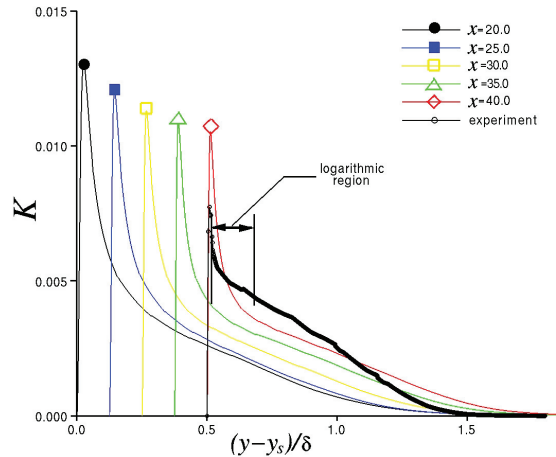 0.015
0.010
0.005
0.000
K
0.0
0.5
1.0
1.5
(y-ys)/δ
x=20.0
x=25.0
x=30.0
x=35.0
x=40.0
experiment
logarithmic
region